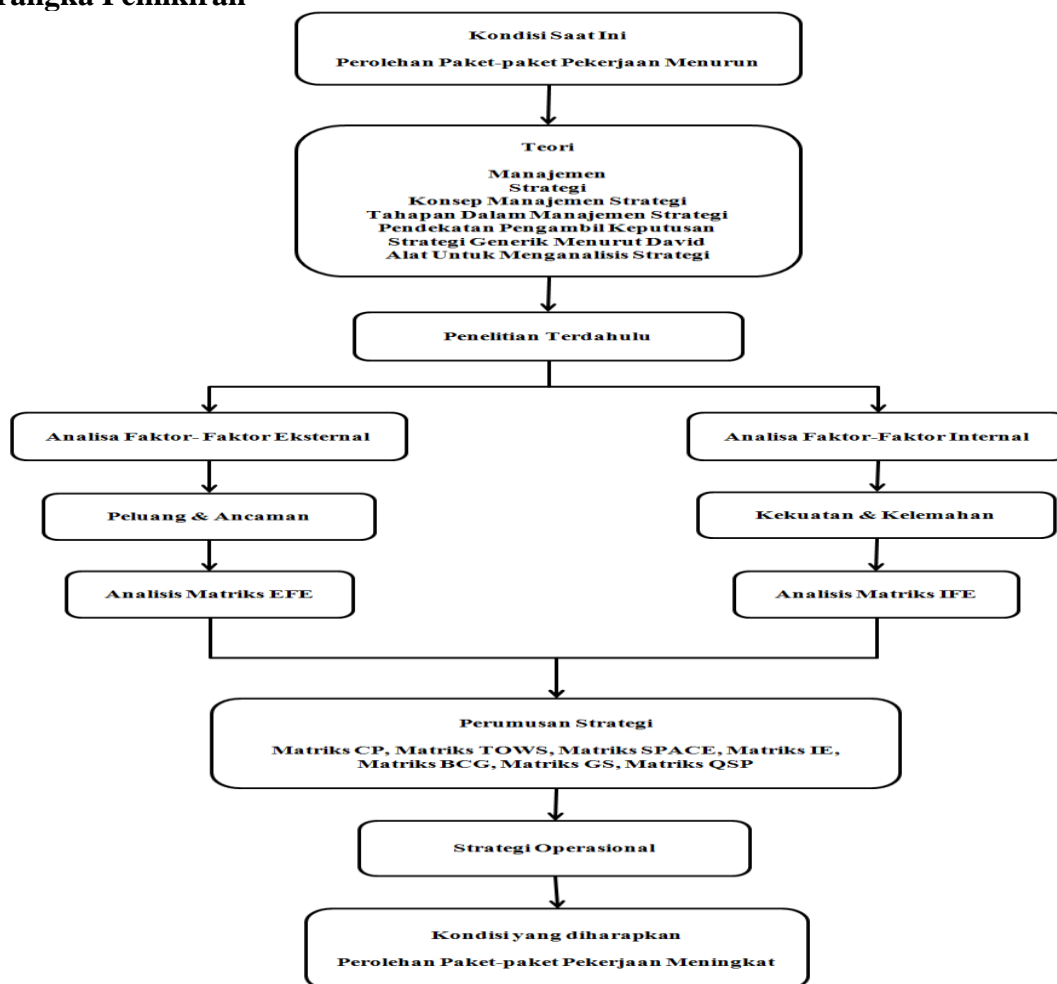 Kondisi Saat Ini
Perolehan Paket-paket Pekerjaan Menurun
Teori
Manajemen
Strategi
Konsep Manajemen Strategi
Tahapan Dalam Manajemen Strategi
Pendekatan Pengambil Keputusan
Strategi Generik Menurut David
Alat Untuk Menganalisis Strategi
Penelitian Terdahulu
Analisa Faktor- Faktor Eksternal
Analisa Faktor-Faktor Internal
Peluang & Ancaman
Kekuatan & Kelemahan
Analisis Matriks EFE
Analisis Matriks IFE
Perumusan Strategi
Matriks CP, Matriks TOWS, Matriks SPACE, Matriks IE,
Matriks BCG, Matriks GS, Matriks QSP
Strategi Operasional
Kondisi yang diharapkan
Perolehan Paket-paket Pekerjaan Meningkat